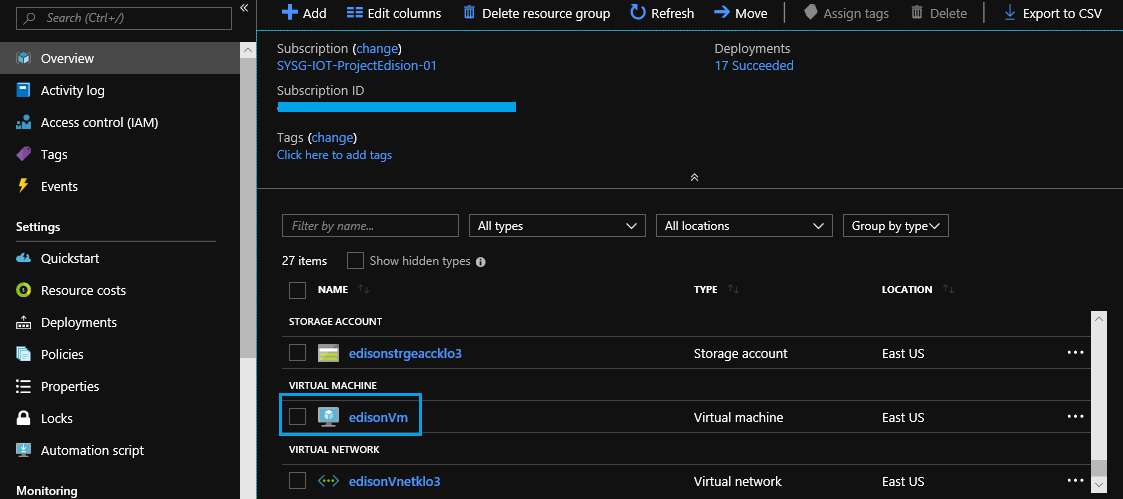 Search (Ctrl+/)
«
Overview
Activity log
Access control (IAM)
Tags
Events
Settings
Quickstart
Resource costs
Deployments
Policies
Properties
Locks
Automation script
Monitoring
Add Edit columns Delete resource group Refresh Move Assign tags Delete Export to CSV
Subscription (change)
SYSG-IOT-ProjectEdision-01
Deployments
17 Succeeded
Subscription ID
Tags (change)
Click here to add tags
Filter by name... All types All locations Group by type
27 items Show hidden types
NAME TYPE LOCATION
STORAGE ACCOUNT
edisonstrgeaccklo3 Storage account East US ...
VIRTUAL MACHINE
edisonVm Virtual machine East US ...
VIRTUAL NETWORK
edisonVnetklo3 Virtual network East US ...